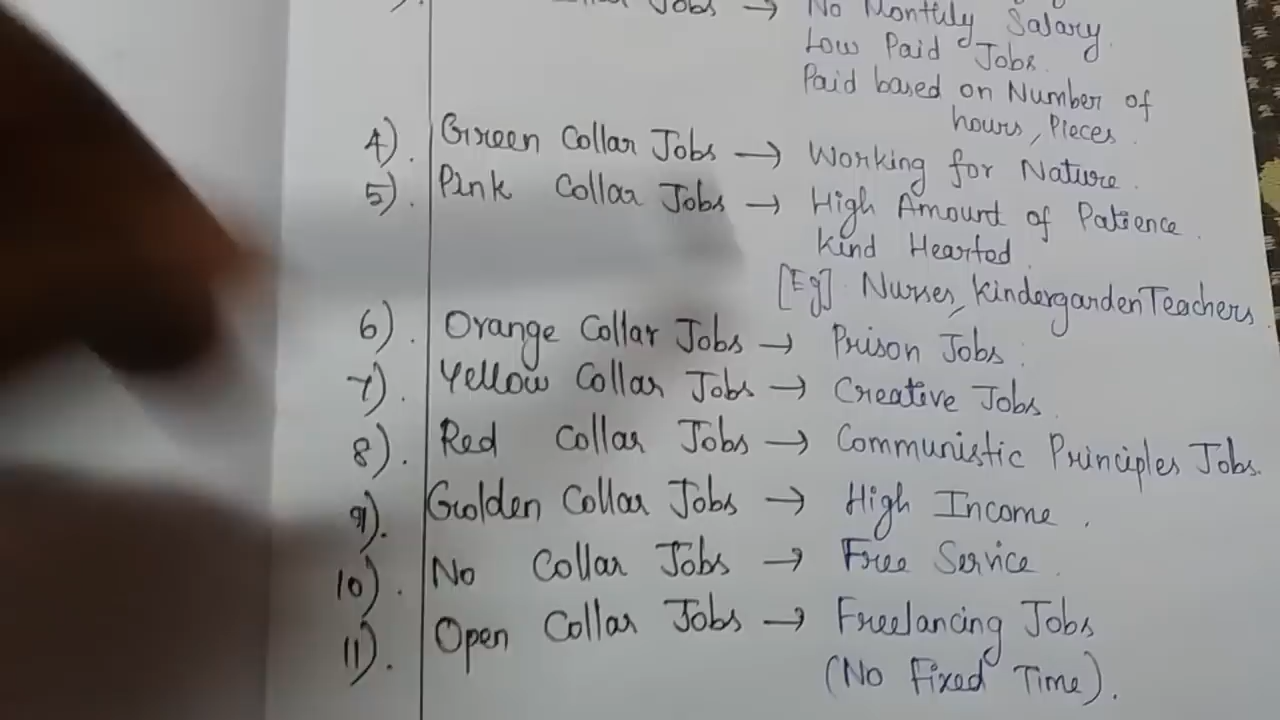 Jobs → No Monthly Salary.
Low Paid Jobs.
Paid based on Number of
hours, Pieces.
4). Green Collar Jobs → Working for Nature.
5). Pink Collar Jobs → High Amount of Patience.
Kind Hearted.
[Eg]. Nurses, Kindergarden Teachers.
6). Orange Collar Jobs → Prison Jobs.
7). Yellow Collar Jobs → Creative Jobs.
8). Red Collar Jobs → Communistic Principles Jobs.
9). Golden Collar Jobs → High Income.
10). No Collar Jobs → Free Service.
11). Open Collar Jobs → Freelancing Jobs
(No Fixed Time).